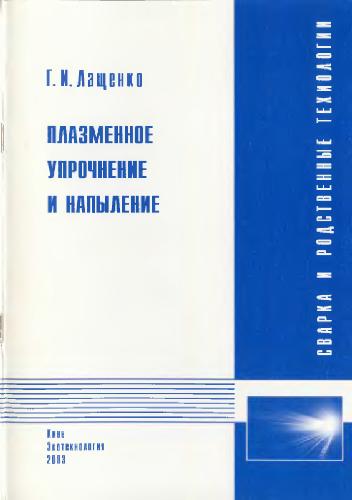 Г. И. Лащенко
ПЛАЗМЕННОЕ
УПРОЧНЕНИЕ
И НАПЫЛЕНИЕ
СВАРКА И РОДСТВЕННЫЕ ТЕХНОЛОГИИ
Киев
Экотехнология
2003